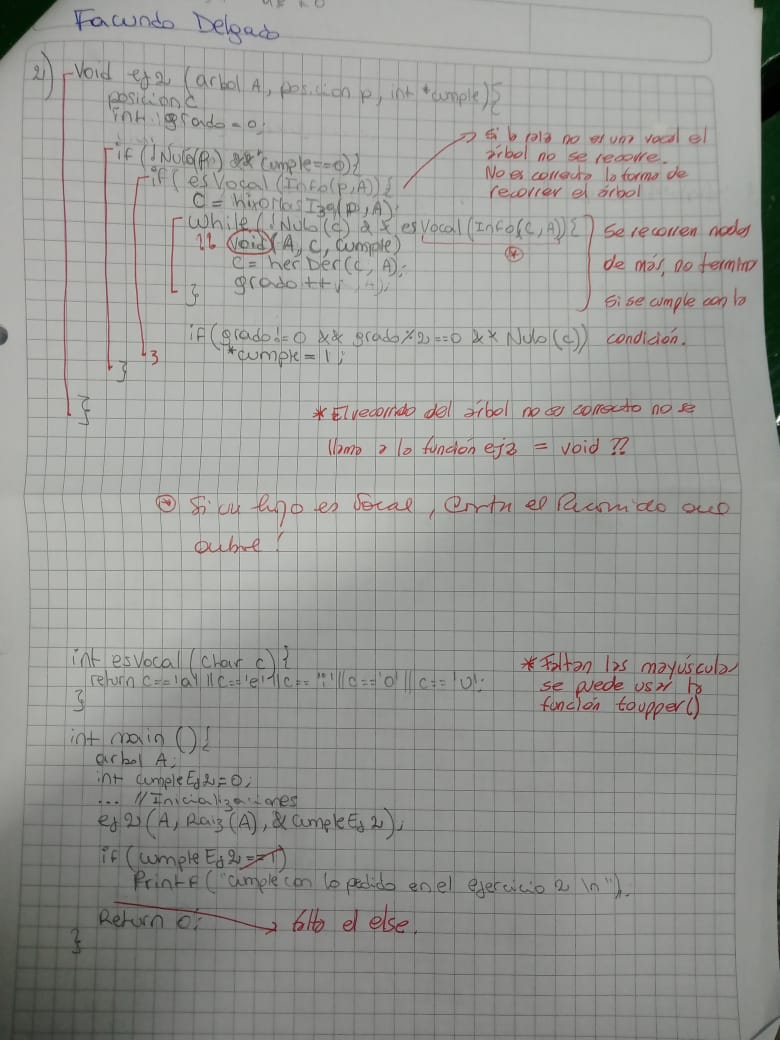 Facundo Delgado
2) Void ej2 (arbol A, posicion p, int *cumple){
posicion c
int grado=0;
if (!Nulo(p) && *cumple==0){
if (esVocal (Info(p,A)){
c = hijoMasIzq(p,A);
while (!Nulo(c) && esVocal (Info(c,A)){
?? void (A, c, cumple)
c = herDer(c, A);
grado++;
}
if(grado!=0 && grado%2==0 && Nulo(c))
*cumple = 1;
}
}
}
Si la raíz no es una vocal el
árbol no se recorre.
No es correcto la forma de
recorrer el árbol
Se recorren nodos
de más, no termino
si se cumple con la
condición.
* El recorrido del árbol no es correcto no se
llama a la función ej2 = void ??
* Si un hijo es Vocal, Corta el Recorrido
int esVocal (char c){
return c=='a' || c=='e' || c=='i' || c=='o' || c=='u';
}
* Faltan las mayúsculas
se puede usar la
función toupper()
int main (){
arbol A;
int cumpleEj2=0;
... //Inicializaciones
ej2(A, Raiz(A), &cumpleEj2);
if (cumpleEj2 ==1)
Printf ("cumple con lo pedido en el ejercicio 2 \n");
Return 0;
}
falto el else.